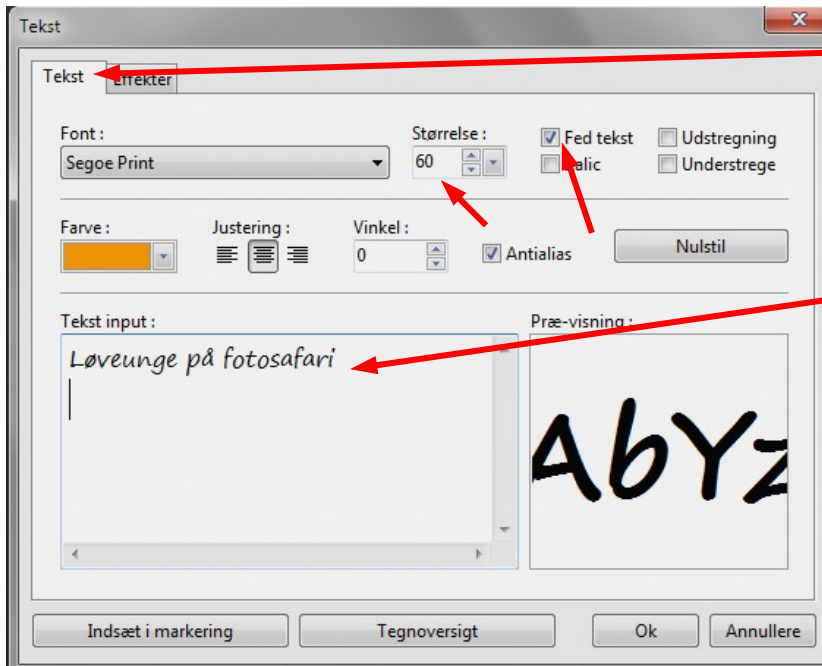 Tekst
Tekst Effekter
Font : Størrelse :
Segoe Print 60
Fed tekst Udstregning
Italic Understrege
Farve : Justering : Vinkel :
0 Antialias Nulstil
Tekst input : Præ-visning :
Løveunge på fotosafari
AbYz
Indsæt i markering Tegnoversigt Ok Annullere